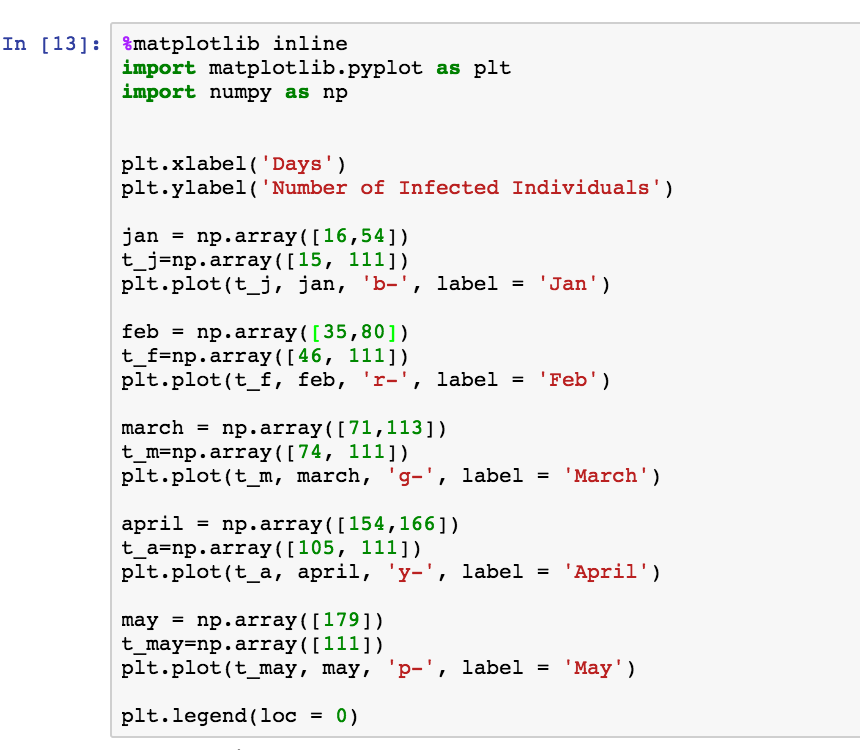 In [13]: %matplotlib inline
import matplotlib.pyplot as plt
import numpy as np
plt.xlabel('Days')
plt.ylabel('Number of Infected Individuals')
jan = np.array([16,54])
t_j=np.array([15, 111])
plt.plot(t_j, jan, 'b-', label = 'Jan')
feb = np.array([35,80])
t_f=np.array([46, 111])
plt.plot(t_f, feb, 'r-', label = 'Feb')
march = np.array([71,113])
t_m=np.array([74, 111])
plt.plot(t_m, march, 'g-', label = 'March')
april = np.array([154,166])
t_a=np.array([105, 111])
plt.plot(t_a, april, 'y-', label = 'April')
may = np.array([179])
t_may=np.array([111])
plt.plot(t_may, may, 'p-', label = 'May')
plt.legend(loc = 0)